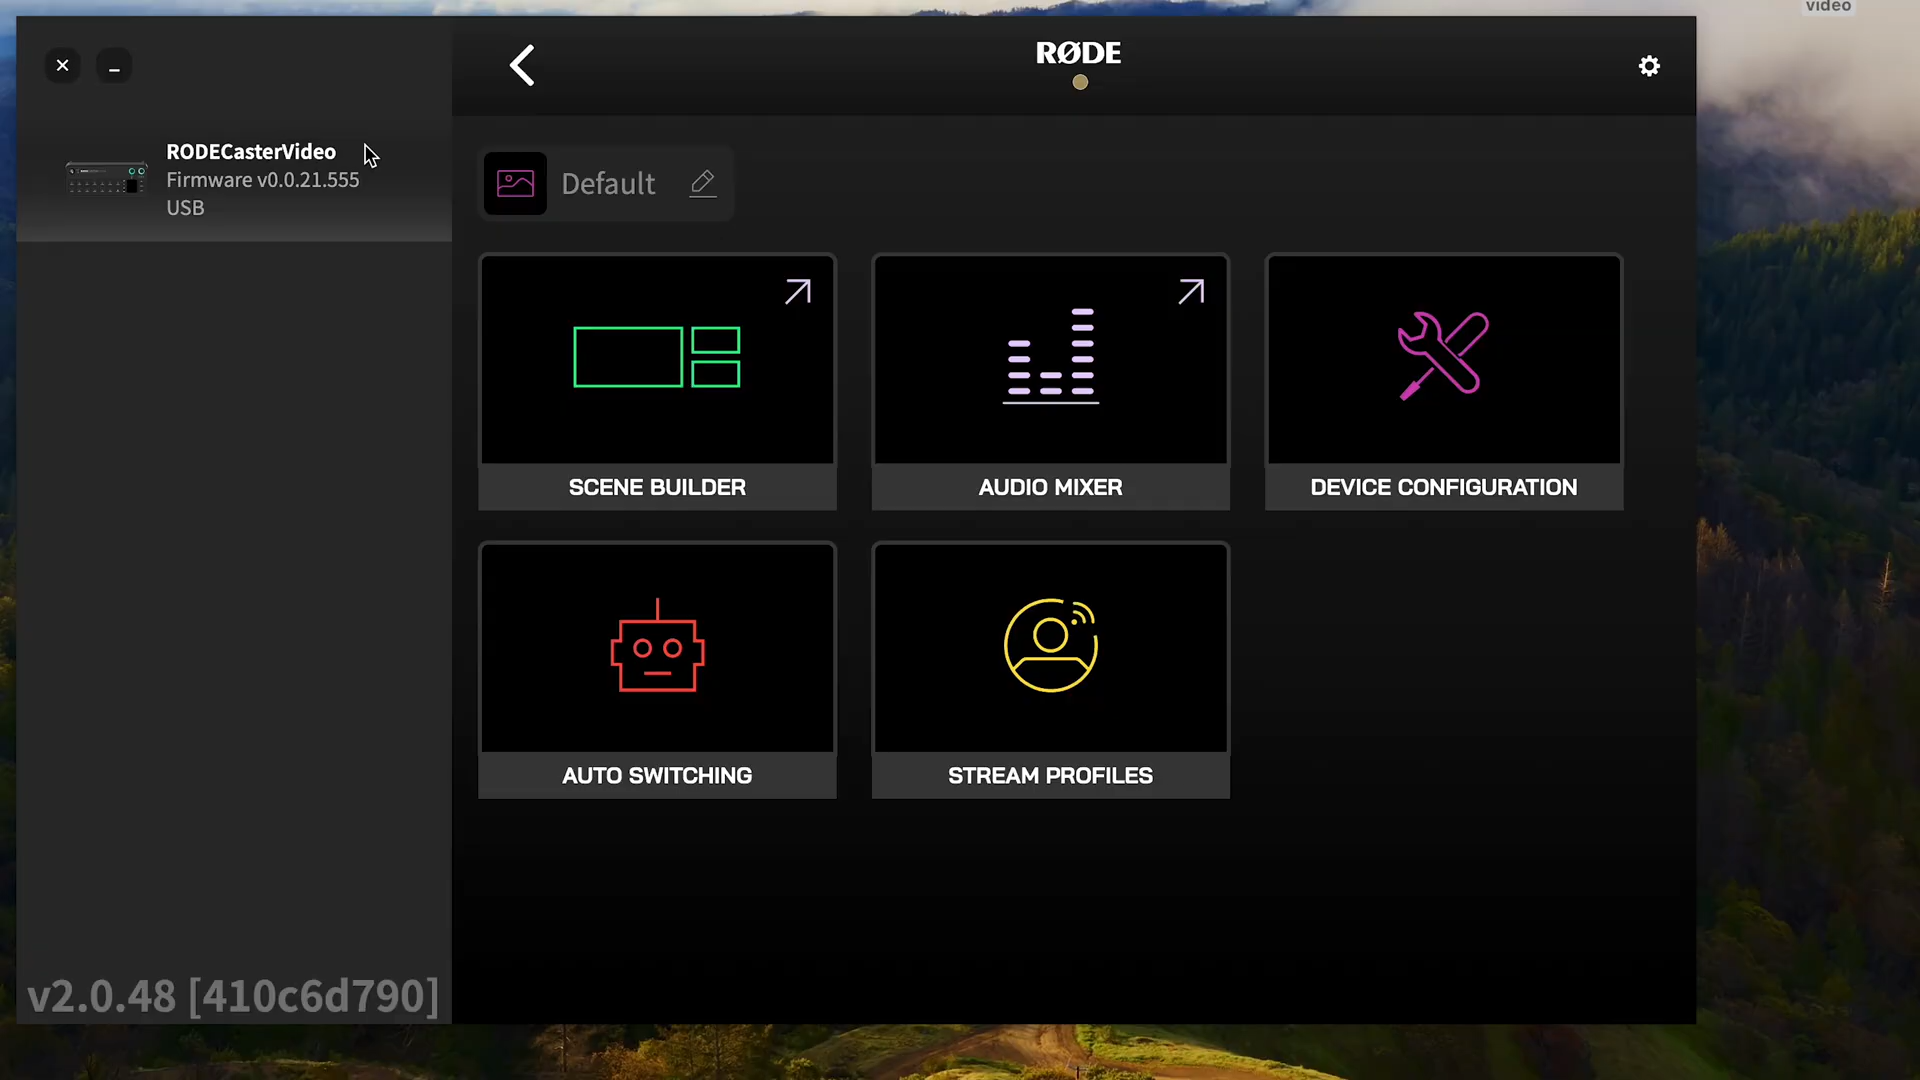 video
RØDE
RODECasterVideo
Firmware v0.0.21.555
USB
Default
SCENE BUILDER
AUDIO MIXER
DEVICE CONFIGURATION
AUTO SWITCHING
STREAM PROFILES
v2.0.48 [410c6d790]